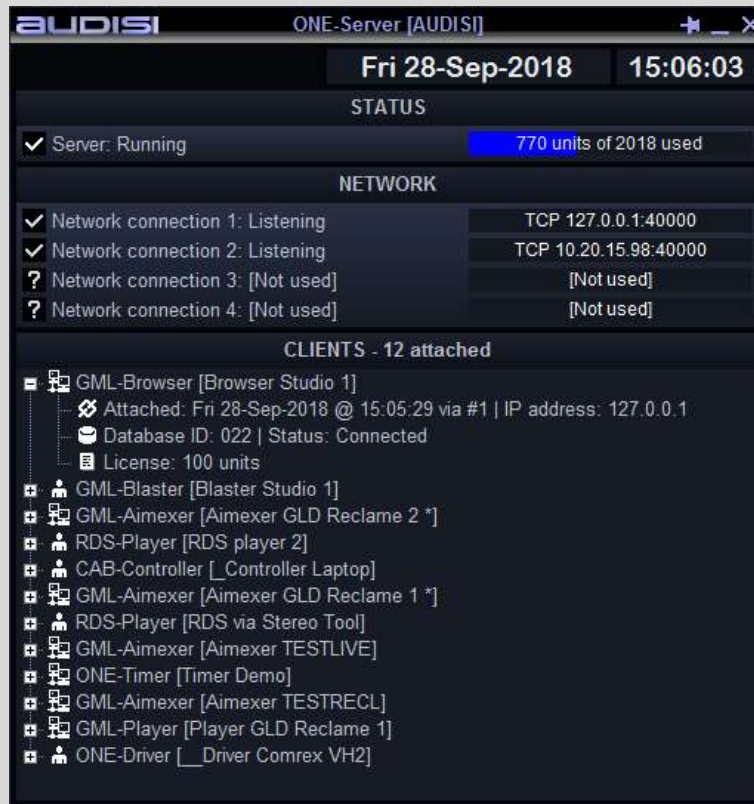 AUDISI ONE-Server [AUDISI]
Fri 28-Sep-2018 15:06:03
STATUS
Server: Running 770 units of 2018 used
NETWORK
Network connection 1: Listening TCP 127.0.0.1:40000
Network connection 2: Listening TCP 10.20.15.98:40000
? Network connection 3: [Not used] [Not used]
? Network connection 4: [Not used] [Not used]
CLIENTS - 12 attached
GML-Browser [Browser Studio 1]
Attached: Fri 28-Sep-2018 @ 15:05:29 via #1 | IP address: 127.0.0.1
Database ID: 022 | Status: Connected
License: 100 units
GML-Blaster [Blaster Studio 1]
GML-Aimexer [Aimexer GLD Reclame 2 *]
RDS-Player [RDS player 2]
CAB-Controller [_Controller Laptop]
GML-Aimexer [Aimexer GLD Reclame 1 *]
RDS-Player [RDS via Stereo Tool]
GML-Aimexer [Aimexer TESTLIVE]
ONE-Timer [Timer Demo]
GML-Aimexer [Aimexer TESTRECL]
GML-Player [Player GLD Reclame 1]
ONE-Driver [__Driver Comrex VH2]